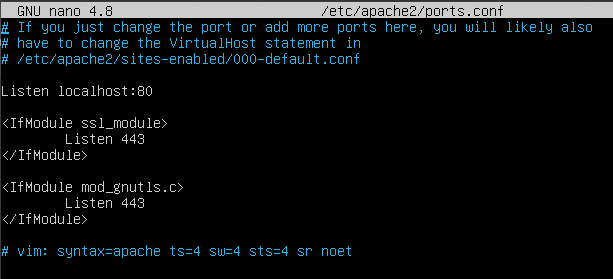 GNU nano 4.8 /etc/apache2/ports.conf
# If you just change the port or add more ports here, you will likely also
# have to change the VirtualHost statement in
# /etc/apache2/sites-enabled/000-default.conf
Listen localhost:80
<IfModule ssl_module>
Listen 443
</IfModule>
<IfModule mod_gnutls.c>
Listen 443
</IfModule>
# vim: syntax=apache ts=4 sw=4 sts=4 sr noet